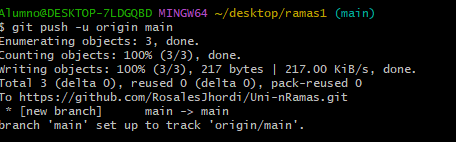 Alumno@DESKTOP-7LDGQBD MINGW64 ~/desktop/ramas1 (main)
$ git push -u origin main
Enumerating objects: 3, done.
Counting objects: 100% (3/3), done.
Writing objects: 100% (3/3), 217 bytes | 217.00 KiB/s, done.
Total 3 (delta 0), reused 0 (delta 0), pack-reused 0
To https://github.com/RosalesJhordi/Uni-nRamas.git
 * [new branch]      main -> main
branch 'main' set up to track 'origin/main'.